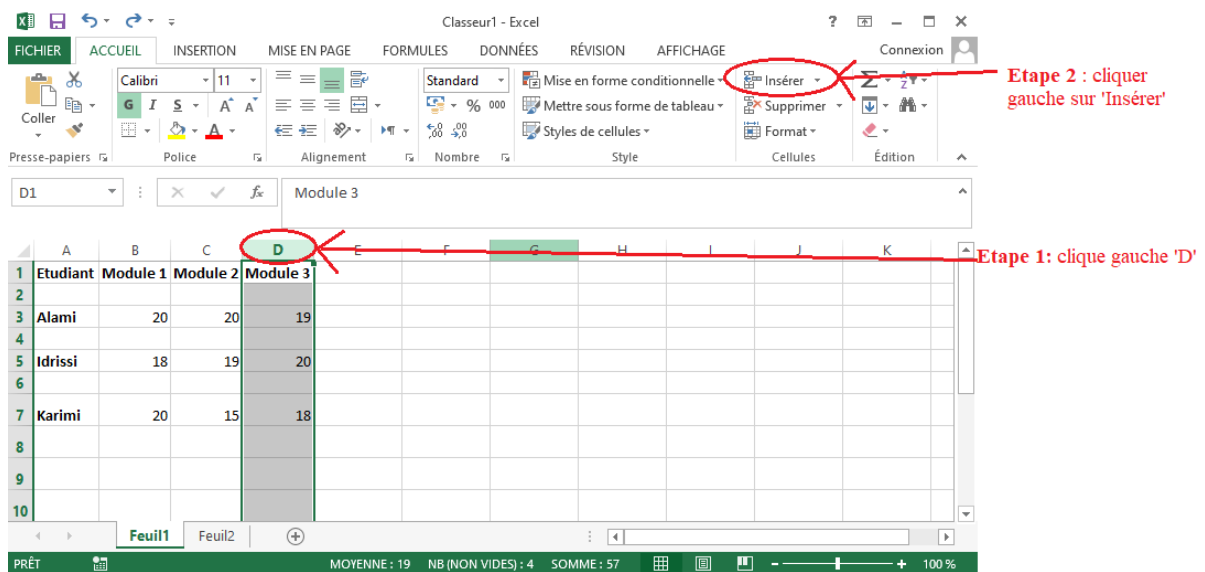 Classeur1 - Excel
FICHIER ACCUEIL INSERTION MISE EN PAGE FORMULES DONNÉES RÉVISION AFFICHAGE Connexion
Coller
Calibri 11
G I S A A
A
Standard
% 000
Mise en forme conditionnelle
Mettre sous forme de tableau
Styles de cellules
Insérer
Supprimer
Format
Presse-papiers Police Alignement Nombre Style Cellules Édition
Etape 2 : cliquer
gauche sur 'Insérer'
D1 fx Module 3
A B C D E F G H I J K
Etape 1: clique gauche 'D'
1 Etudiant Module 1 Module 2 Module 3
2
3 Alami 20 20 19
4
5 Idrissi 18 19 20
6
7 Karimi 20 15 18
8
9
10
Feuil1 Feuil2
PRÊT MOYENNE : 19 NB (NON VIDES) : 4 SOMME : 57 - + 100 %